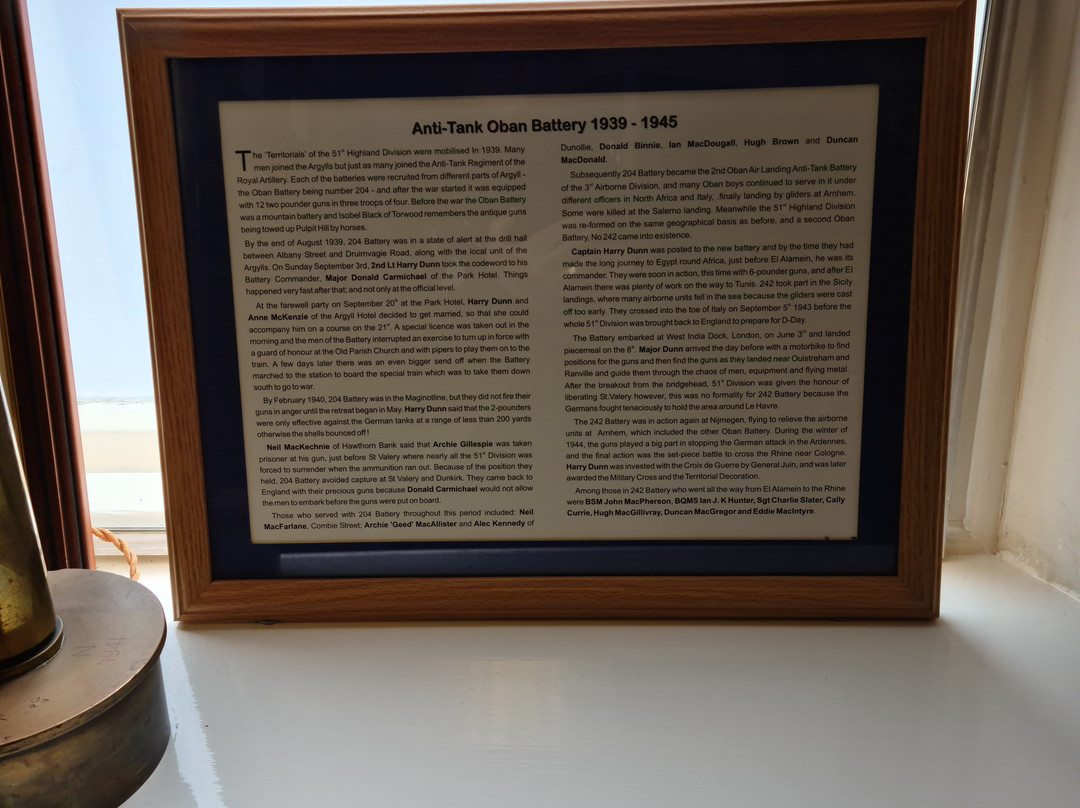 Anti-Tank Oban Battery 1939 - 1945
The 'Territorials' of the 51st Highland Division were mobilised In 1939. Many
men joined the Argylls but just as many joined the Anti-Tank Regiment of the
Royal Artillery. Each of the batteries were recruited from different parts of Argyll -
the Oban Battery being number 204 - and after the war started it was equipped
with 12 two pounder guns in three troops of four. Before the war the Oban Battery
was a mountain battery and Isobel Black of Torwood remembers the antique guns
being towed up Pulpit Hill by horses.
By the end of August 1939, 204 Battery was in a state of alert at the drill hall
between Albany Street and Druimvagie Road, along with the local unit of the
Argylls. On Sunday September 3rd, 2nd Lt Harry Dunn took the codeword to his
Battery Commander, Major Donald Carmichael of the Park Hotel. Things
happened very fast after that; and not only at the official level.
At the farewell party on September 20th at the Park Hotel, Harry Dunn and
Anne McKenzie of the Argyll Hotel decided to get married, so that she could
accompany him on a course on the 21st. A special licence was taken out in the
morning and the men of the Battery interrupted an exercise to turn up in force with
a guard of honour at the Old Parish Church and with pipers to play them on to the
train. A few days later there was an even bigger send off when the Battery
marched to the station to board the special train which was to take them down
south to go to war.
By February 1940, 204 Battery was in the Maginotline, but they did not fire their
guns in anger until the retreat began in May. Harry Dunn said that the 2-pounders
were only effective against the German tanks at a range of less than 200 yards
otherwise the shells bounced off !
Neil MacKechnie of Hawthorn Bank said that Archie Gillespie was taken
prisoner at his gun, just before St Valery where nearly all the 51st Division was
forced to surrender when the ammunition ran out. Because of the position they
held, 204 Battery avoided capture at St Valery and Dunkirk. They came back to
England with their precious guns because Donald Carmichael would not allow
the men to embark before the guns were put on board.
Those who served with 204 Battery throughout this period included: Neil
MacFarlane, Combie Street; Archie 'Geed' MacAllister and Alec Kennedy of
Dunollie, Donald Binnie, Ian MacDougall, Hugh Brown and Duncan
MacDonald.
Subsequently 204 Battery became the 2nd Oban Air Landing Anti-Tank Battery
of the 3rd Airborne Division, and many Oban boys continued to serve in it under
different officers in North Africa and Italy, .finally landing by gliders at Arnhem.
Some were killed at the Salerno landing. Meanwhile the 51st Highland Division
was re-formed on the same geographical basis as before, and a second Oban
Battery, No 242 came into existence.
Captain Harry Dunn was posted to the new battery and by the time they had
made the long journey to Egypt round Africa, just before El Alamein, he was its
commander. They were soon in action, this time with 6-pounder guns, and after El
Alamein there was plenty of work on the way to Tunis. 242 took part in the Sicily
landings, where many airborne units fell in the sea because the gliders were cast
off too early. They crossed into the toe of Italy on September 5th 1943 before the
whole 51st Division was brought back to England to prepare for D-Day.
The Battery embarked at West India Dock, London, on June 3rd and landed
piecemeal on the 8th. Major Dunn arrived the day before with a motorbike to find
positions for the guns and then find the guns as they landed near Ouistreham and
Ranville and guide them through the chaos of men, equipment and flying metal.
After the breakout from the bridgehead, 51st Division was given the honour of
liberating St.Valery however, this was no formality for 242 Battery because the
Germans fought tenaciously to hold the area around Le Havre.
The 242 Battery was in action again at Nijmegen, flying to relieve the airborne
units at Arnhem, which included the other Oban Battery. During the winter of
1944, the guns played a big part in stopping the German attack in the Ardennes,
and the final action was the set-piece battle to cross the Rhine near Cologne.
Harry Dunn was invested with the Croix de Guerre by General Juin, and was later
awarded the Military Cross and the Territorial Decoration.
Among those in 242 Battery who went all the way from El Alamein to the Rhine
were BSM John MacPherson, BQMS Ian J. K Hunter, Sgt Charlie Slater, Cally
Currie, Hugh MacGillivray, Duncan MacGregor and Eddie MacIntyre.
1941